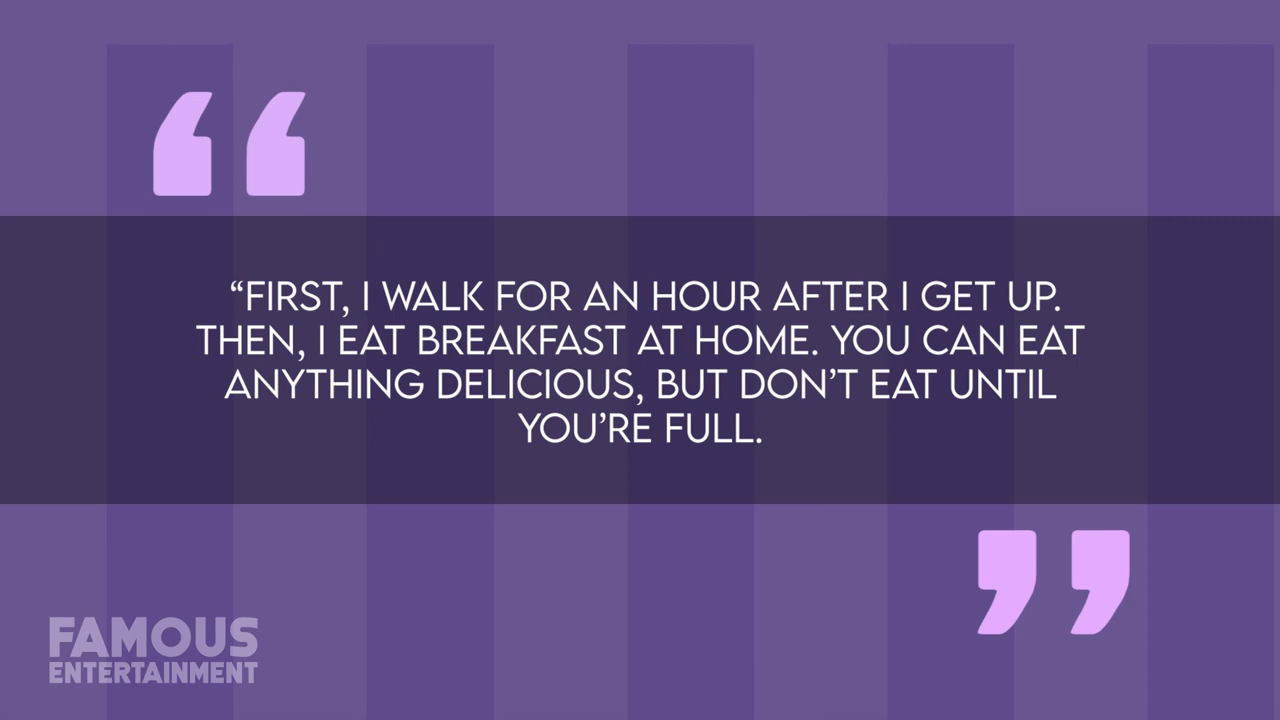 “FIRST, I WALK FOR AN HOUR AFTER I GET UP.
THEN, I EAT BREAKFAST AT HOME. YOU CAN EAT
ANYTHING DELICIOUS, BUT DON’T EAT UNTIL
YOU’RE FULL.
FAMOUS
ENTERTAINMENT